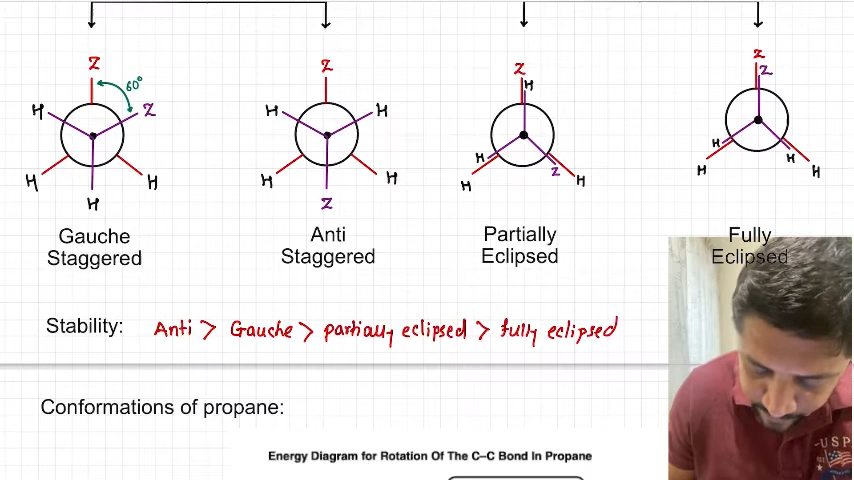 Z
60°
H
Z
H
H
H
Gauche
Staggered
Z
H
H
H
H
Z
Anti
Staggered
Z
H
H
Z
H
H
Partially
Eclipsed
Z
Z
H
H
H
H
Fully
Eclipsed
Stability: Anti > Gauche > partially eclipsed > fully eclipsed
Conformations of propane:
Energy Diagram for Rotation Of The C–C Bond In Propane
USP